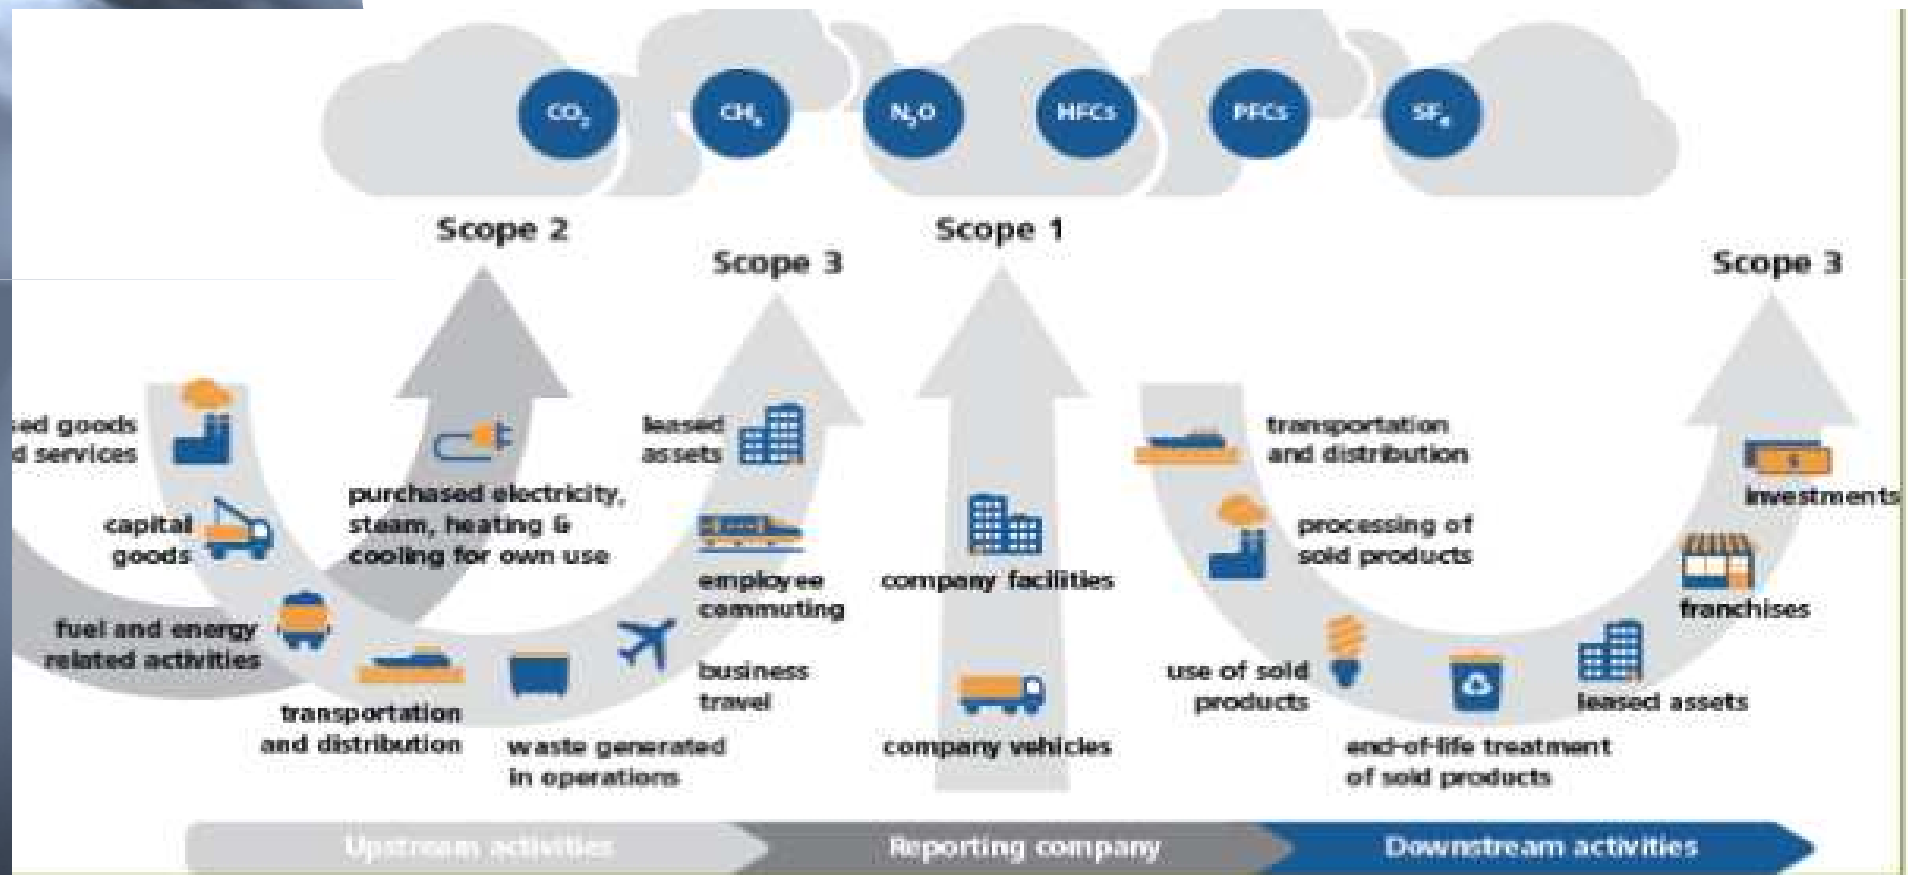 CO₂
CH₄
N₂O
HFCs
PFCs
SF₆
Scope 2
Scope 1
Scope 3
Scope 3
goods
services
capital
goods
fuel and energy
related activities
transportation
and distribution
purchased electricity,
steam, heating &
cooling for own use
waste generated
in operations
business
travel
employee
commuting
leased
assets
company facilities
company vehicles
transportation
and distribution
processing of
sold products
use of sold
products
end-of-life treatment
of sold products
leased assets
franchises
investments
$
Upstream activities
Reporting company
Downstream activities